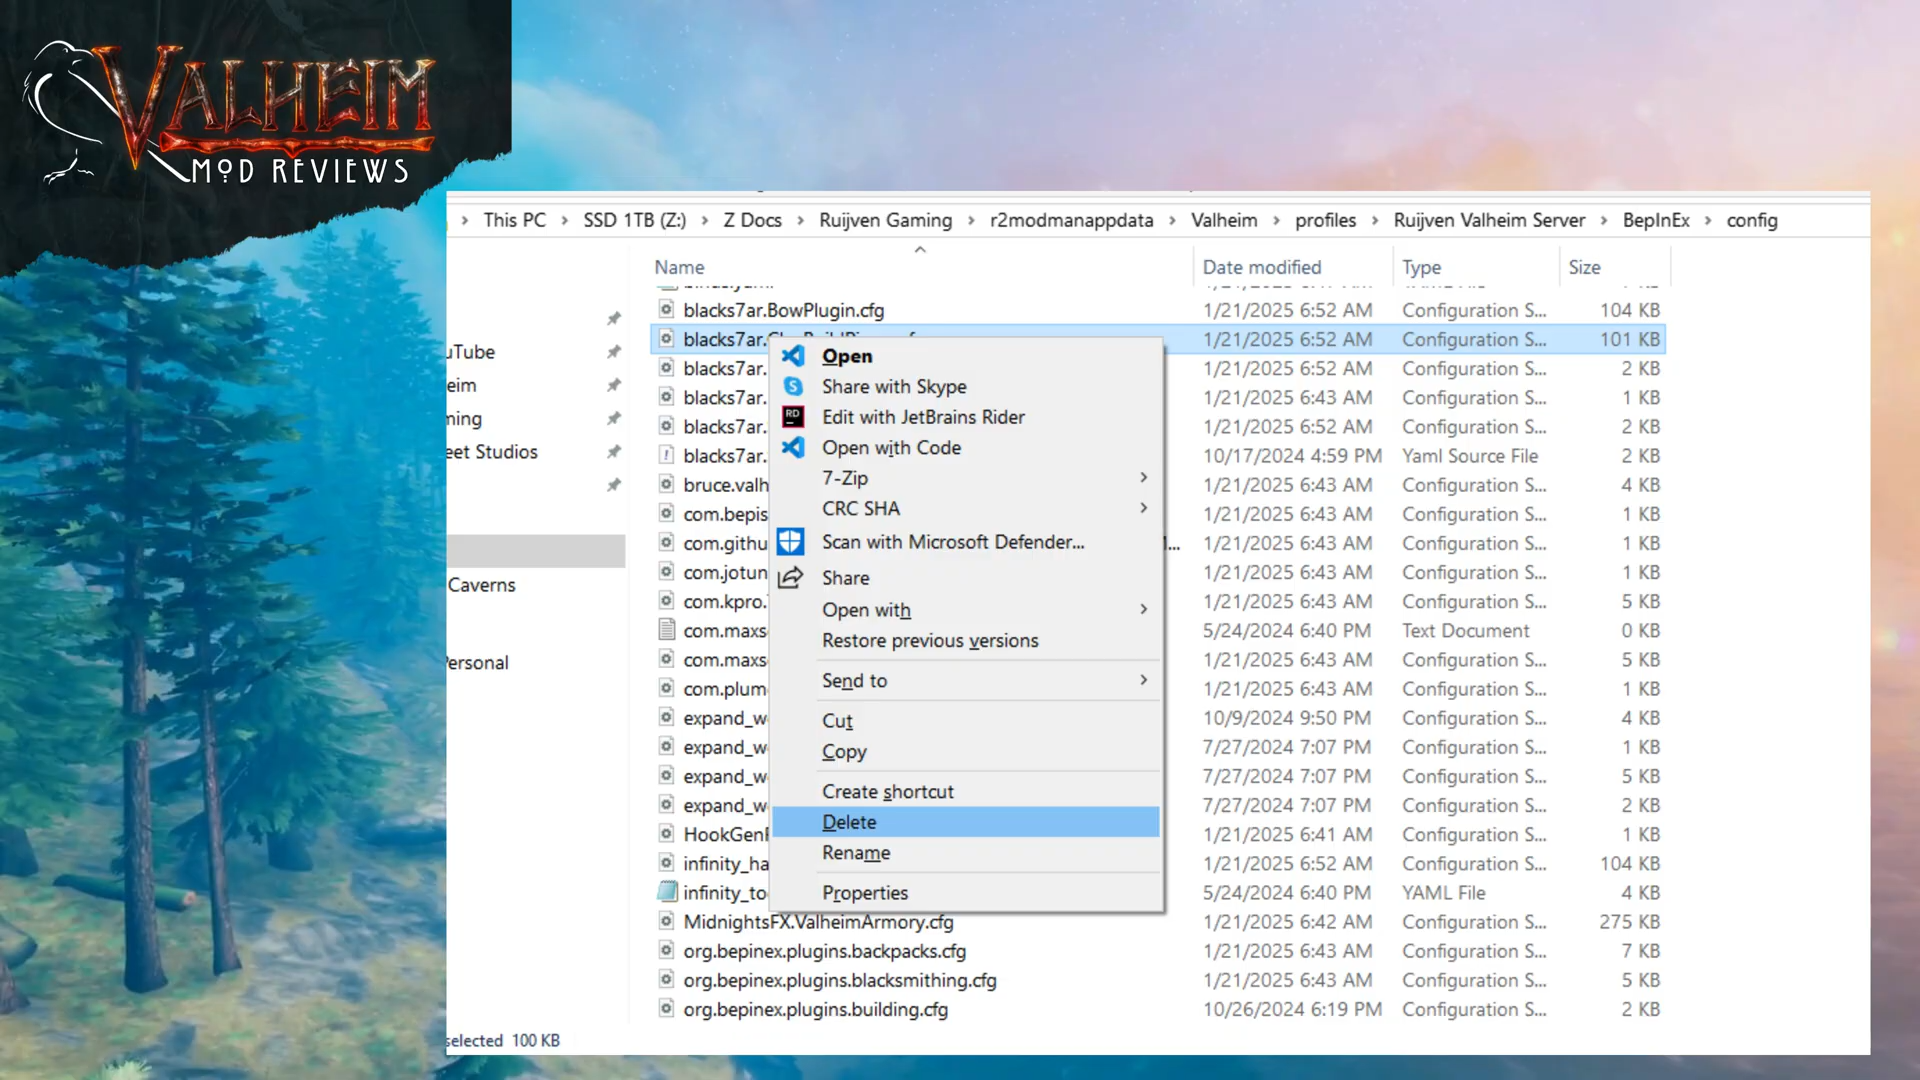 VALHEIM
MOD REVIEWS
This PC > SSD 1TB (Z:) > Z Docs > Ruijven Gaming > r2modmanappdata > Valheim > profiles > Ruijven Valheim Server > BepInEx > config
Name Date modified Type Size
blacks7ar.BowPlugin.cfg 1/21/2025 6:52 AM Configuration S... 104 KB
blacks7ar. 1/21/2025 6:52 AM Configuration S... 101 KB
uTube
blacks7ar. 1/21/2025 6:52 AM Configuration S... 2 KB
eim
blacks7ar. 1/21/2025 6:43 AM Configuration S... 1 KB
ming
blacks7ar. 1/21/2025 6:52 AM Configuration S... 2 KB
eet Studios
blacks7ar. 10/17/2024 4:59 PM Yaml Source File 2 KB
bruce.valh 1/21/2025 6:43 AM Configuration S... 4 KB
com.bepis 1/21/2025 6:43 AM Configuration S... 1 KB
com.githu ... 1/21/2025 6:43 AM Configuration S... 1 KB
com.jotun 1/21/2025 6:43 AM Configuration S... 1 KB
Caverns
com.kpro. 1/21/2025 6:43 AM Configuration S... 5 KB
com.maxs 5/24/2024 6:40 PM Text Document 0 KB
com.maxs 1/21/2025 6:43 AM Configuration S... 5 KB
ersonal
com.plum 1/21/2025 6:43 AM Configuration S... 1 KB
expand_w 10/9/2024 9:50 PM Configuration S... 4 KB
expand_w 7/27/2024 7:07 PM Configuration S... 1 KB
expand_w 7/27/2024 7:07 PM Configuration S... 5 KB
expand_w 7/27/2024 7:07 PM Configuration S... 2 KB
HookGen 1/21/2025 6:41 AM Configuration S... 1 KB
infinity_ha 1/21/2025 6:52 AM Configuration S... 104 KB
infinity_to 5/24/2024 6:40 PM YAML File 4 KB
MidnightsFX.ValheimArmory.cfg 1/21/2025 6:42 AM Configuration S... 275 KB
org.bepinex.plugins.backpacks.cfg 1/21/2025 6:43 AM Configuration S... 7 KB
org.bepinex.plugins.blacksmithing.cfg 1/21/2025 6:43 AM Configuration S... 5 KB
org.bepinex.plugins.building.cfg 10/26/2024 6:19 PM Configuration S... 2 KB
Open
Share with Skype
RD Edit with JetBrains Rider
Open with Code
7-Zip >
CRC SHA >
Scan with Microsoft Defender...
Share
Open with >
Restore previous versions
Send to >
Cut
Copy
Create shortcut
Delete
Rename
Properties
selected 100 KB